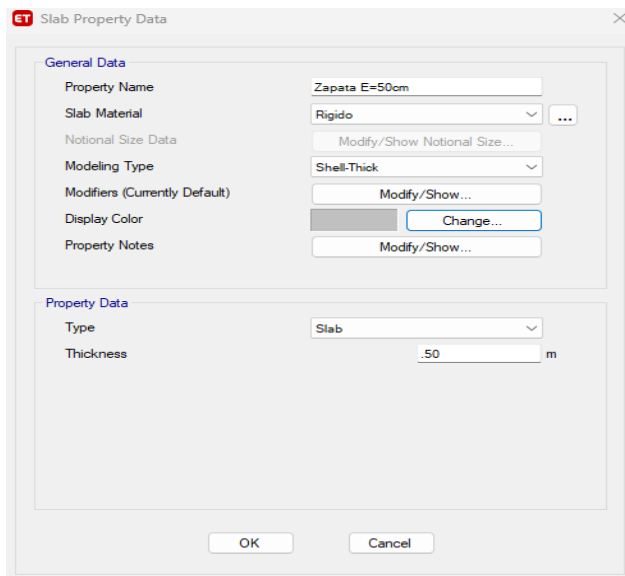 ET Slab Property Data
General Data
Property Name Zapata E=50cm
Slab Material Rigido ...
Notional Size Data Modify/Show Notional Size...
Modeling Type Shell-Thick
Modifiers (Currently Default) Modify/Show...
Display Color Change...
Property Notes Modify/Show...
Property Data
Type Slab
Thickness .50 m
OK Cancel